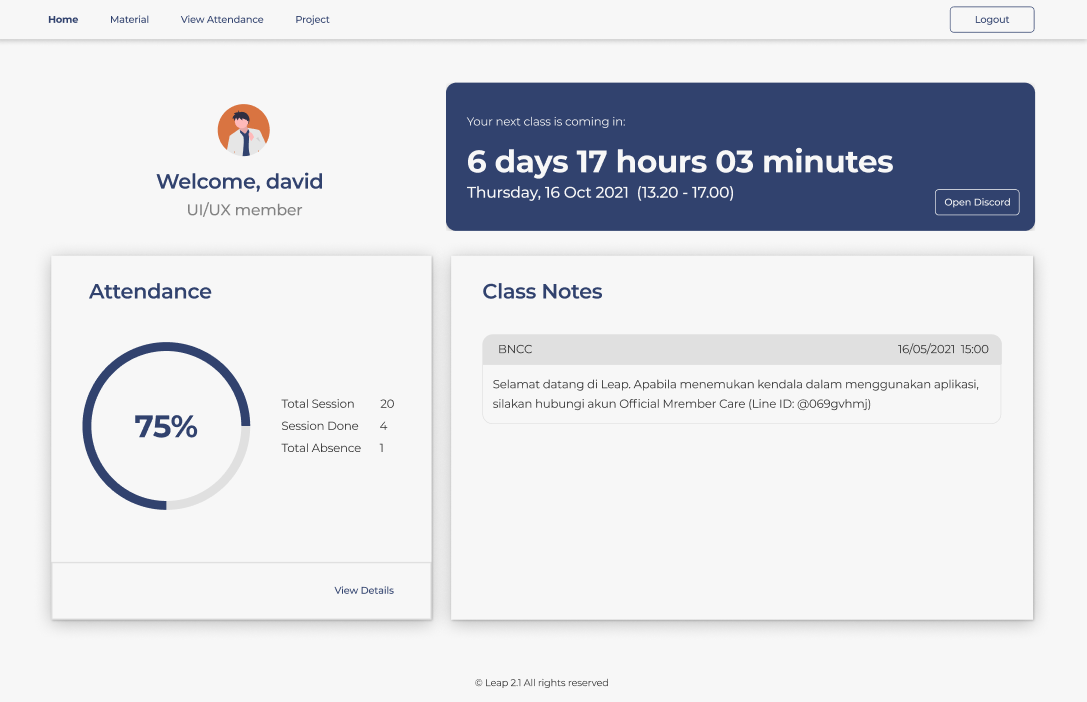 Home Material View Attendance Project Logout
Your next class is coming in:
6 days 17 hours 03 minutes
Thursday, 16 Oct 2021 (13.20 - 17.00)
Open Discord
Welcome, david
UI/UX member
Attendance
75%
Total Session 20
Session Done 4
Total Absence 1
View Details
Class Notes
BNCC 16/05/2021 15:00
Selamat datang di Leap. Apabila menemukan kendala dalam menggunakan aplikasi,
silakan hubungi akun Official Mrember Care (Line ID: @069gvhmj)
© Leap 2.1 All rights reserved